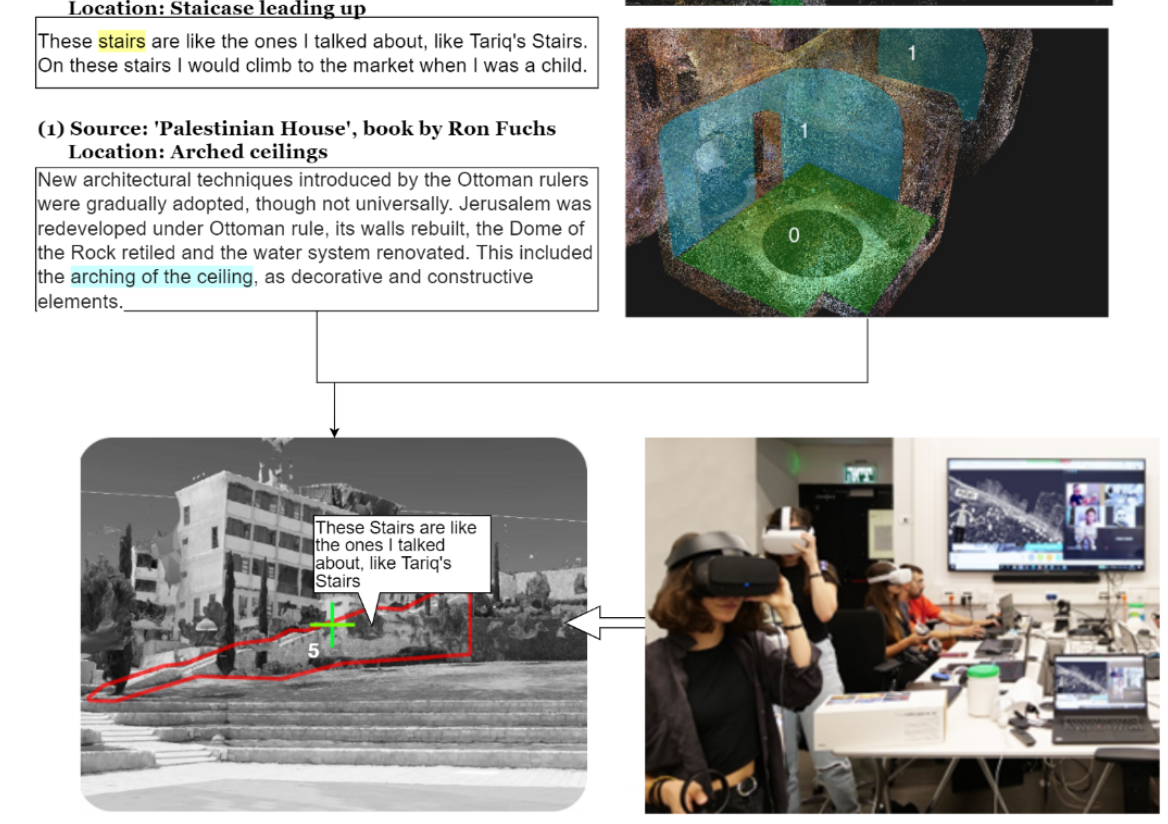 Location: Staicase leading up
These stairs are like the ones I talked about, like Tariq's Stairs.
On these stairs I would climb to the market when I was a child.
(1) Source: 'Palestinian House', book by Ron Fuchs
Location: Arched ceilings
New architectural techniques introduced by the Ottoman rulers
were gradually adopted, though not universally. Jerusalem was
redeveloped under Ottoman rule, its walls rebuilt, the Dome of
the Rock retiled and the water system renovated. This included
the arching of the ceiling, as decorative and constructive
elements.
1
1
0
These Stairs are like
the ones I talked
about, like Tariq's
Stairs
5